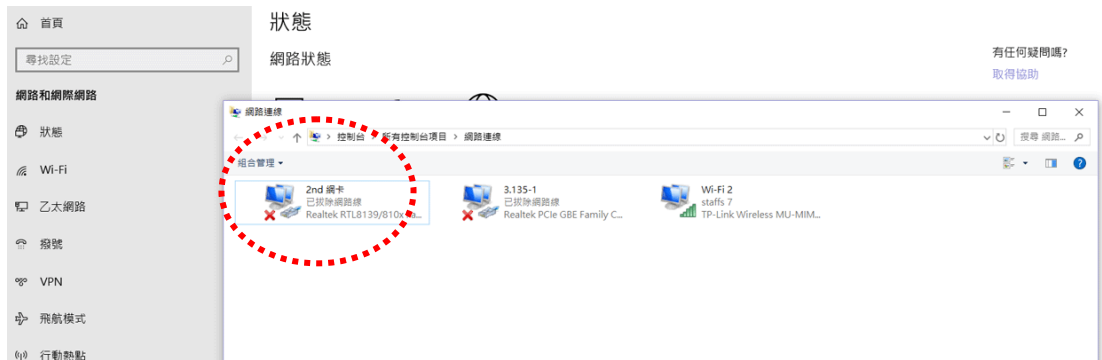 首頁
尋找設定
網路和網際網路
狀態
Wi-Fi
乙太網路
撥號
VPN
飛航模式
行動熱點
狀態
網路狀態
有任何疑問嗎?
取得協助
網路連線
控制台 > 所有控制台項目 > 網路連線
搜尋 網路...
組合管理
2nd 網卡
已拔除網路線
Realtek RTL8139/810x Fa...
3.135-1
已拔除網路線
Realtek PCIe GBE Family C...
Wi-Fi 2
staffs 7
TP-Link Wireless MU-MIM...